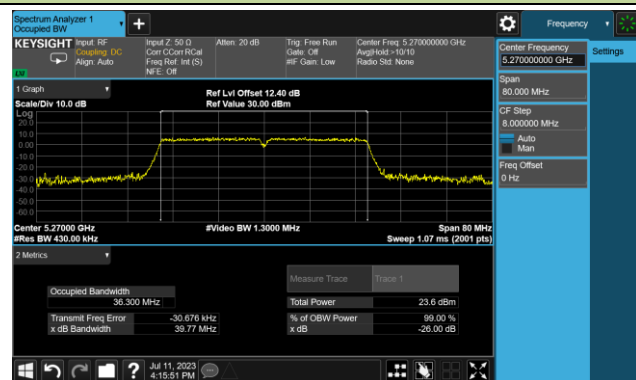 Spectrum Analyzer 1
Occupied BW
Frequency
KEYSIGHT
Input: RF
Coupling: DC
Align: Auto
Input Z: 50 Ω
Corr CCorr RCal
Freq Ref: Int (S)
NFE: Off
Atten: 20 dB
Trig: Free Run
Gate: Off
#IF Gain: Low
Center Freq: 5.270000000 GHz
Avg|Hold:>10/10
Radio Std: None
LXI
Center Frequency
5.270000000 GHz
Settings
Span
80.000 MHz
CF Step
8.000000 MHz
Auto
Man
Freq Offset
0 Hz
1 Graph
Scale/Div 10.0 dB
Ref Lvl Offset 12.40 dB
Ref Value 30.00 dBm
Log
20.0
10.0
0.00
-10.0
-20.0
-30.0
-40.0
-50.0
-60.0
Center 5.27000 GHz
#Res BW 430.00 kHz
#Video BW 1.3000 MHz
Span 80 MHz
Sweep 1.07 ms (2001 pts)
2 Metrics
Measure Trace
Trace 1
Occupied Bandwidth
36.300 MHz
Total Power
23.6 dBm
Transmit Freq Error
-30.676 kHz
% of OBW Power
99.00 %
x dB Bandwidth
39.77 MHz
x dB
-26.00 dB
Jul 11, 2023
4:15:51 PM